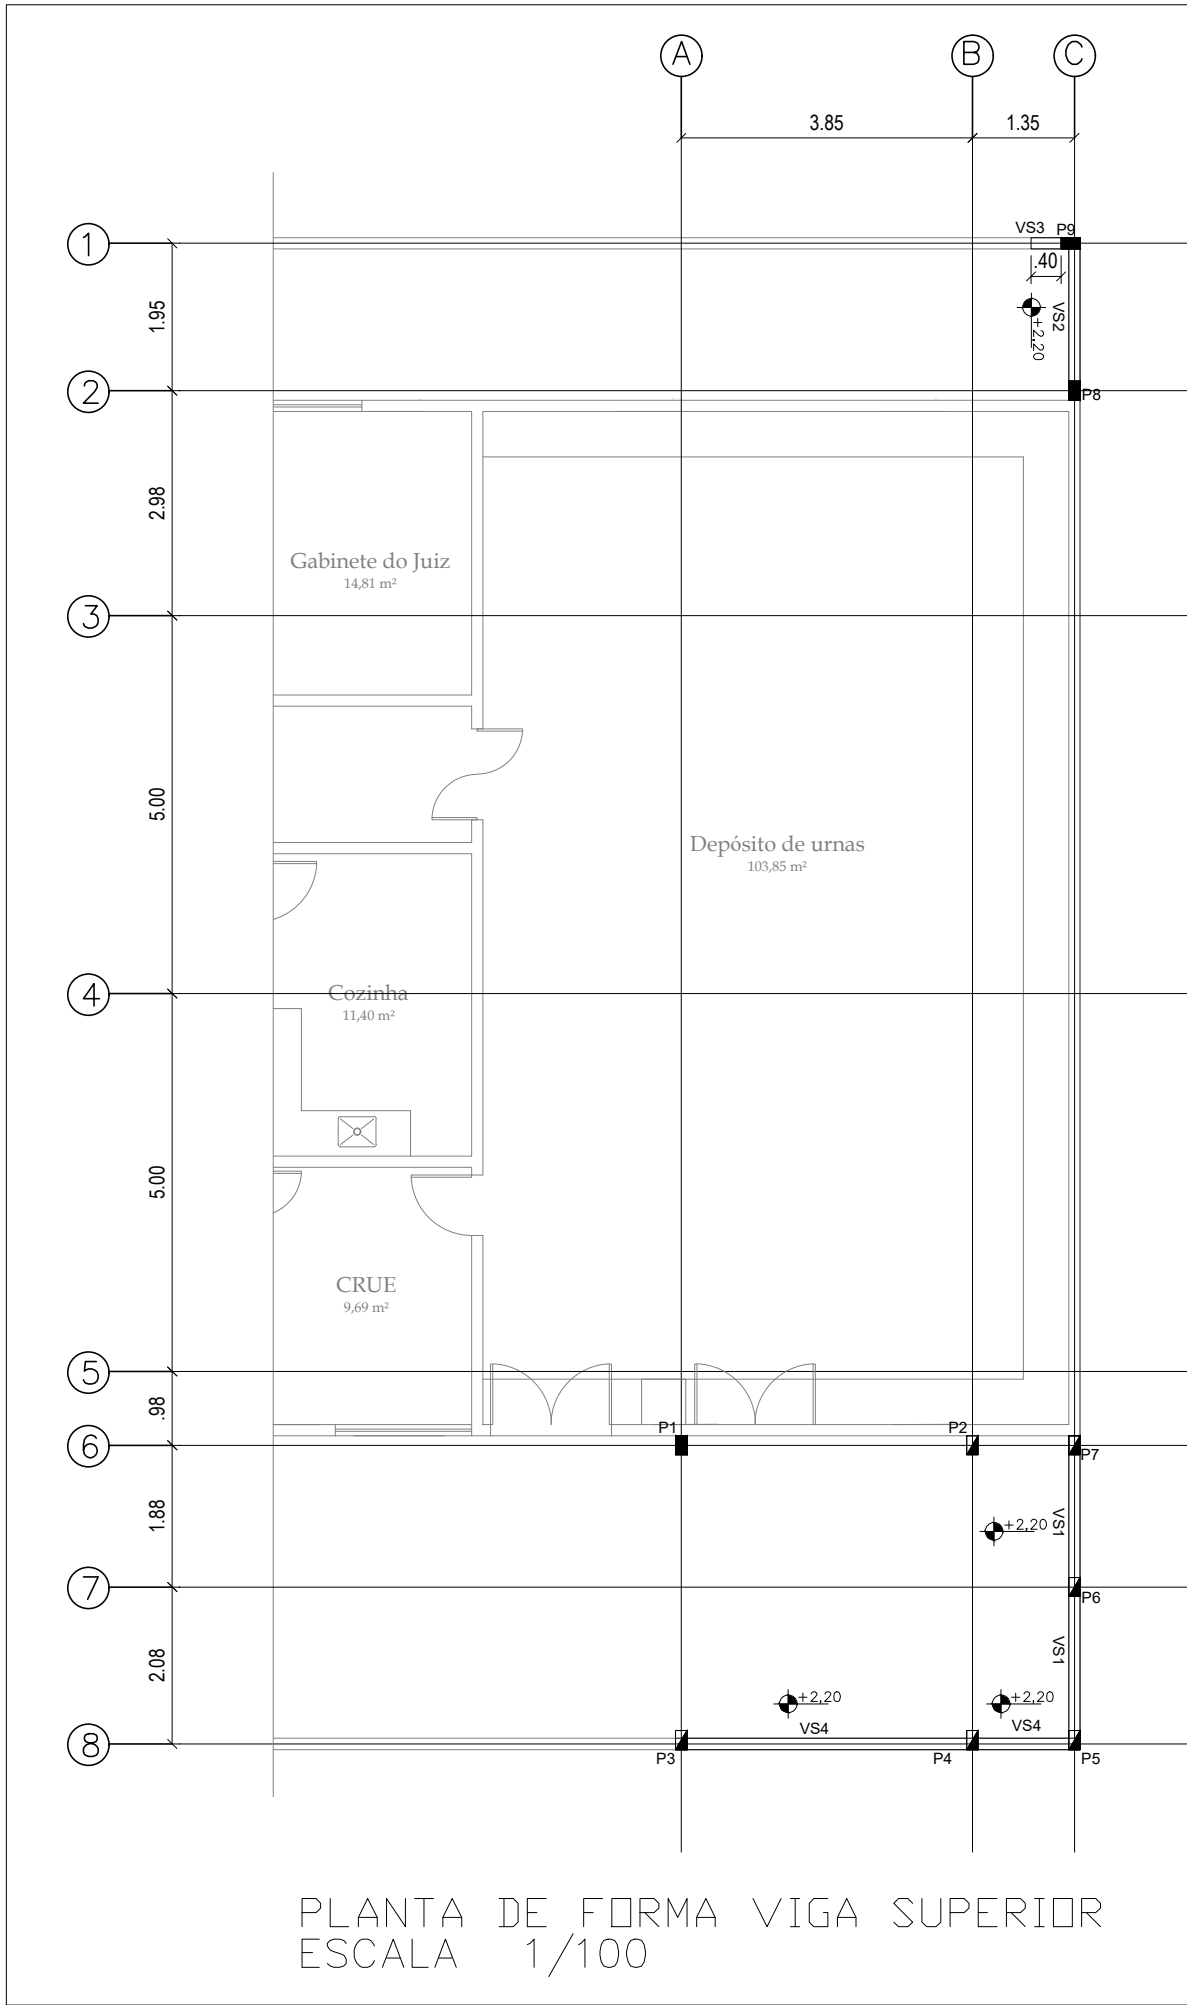 A
B
C
3.85
1.35
1
VS3
P9
.40
1.95
VS2
+2.20
2
P8
2.98
Gabinete do Juiz
14,81 m²
3
5.00
Depósito de urnas
103,85 m²
4
Cozinha
11,40 m²
5.00
CRUE
9,69 m²
5
.98
P1
P2
6
P7
1.88
+2,20
VS1
7
P6
2.08
VS1
+2,20
+2,20
VS4
VS4
8
P3
P4
P5
PLANTA DE FORMA VIGA SUPERIOR
ESCALA 1/100